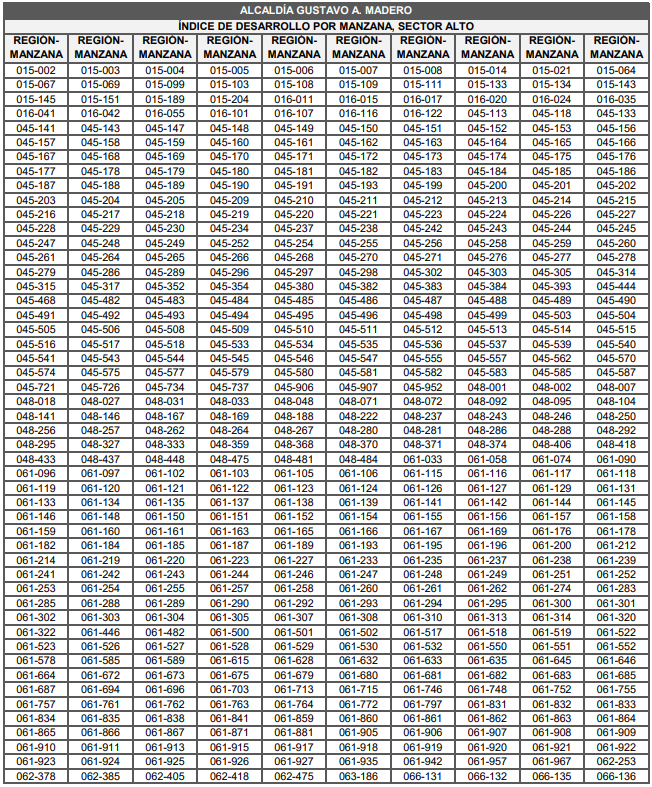 ALCALDÍA GUSTAVO A. MADERO
ÍNDICE DE DESARROLLO POR MANZANA, SECTOR ALTO
REGIÓN-MANZANA REGIÓN-MANZANA REGIÓN-MANZANA REGIÓN-MANZANA REGIÓN-MANZANA REGIÓN-MANZANA REGIÓN-MANZANA REGIÓN-MANZANA REGIÓN-MANZANA REGIÓN-MANZANA
015-002 015-003 015-004 015-005 015-006 015-007 015-008 015-014 015-021 015-064
015-067 015-069 015-099 015-103 015-108 015-109 015-111 015-133 015-134 015-143
015-145 015-151 015-189 015-204 016-011 016-015 016-017 016-020 016-024 016-035
016-041 016-042 016-055 016-101 016-107 016-116 016-122 045-113 045-118 045-133
045-141 045-143 045-147 045-148 045-149 045-150 045-151 045-152 045-153 045-156
045-157 045-158 045-159 045-160 045-161 045-162 045-163 045-164 045-165 045-166
045-167 045-168 045-169 045-170 045-171 045-172 045-173 045-174 045-175 045-176
045-177 045-178 045-179 045-180 045-181 045-182 045-183 045-184 045-185 045-186
045-187 045-188 045-189 045-190 045-191 045-193 045-199 045-200 045-201 045-202
045-203 045-204 045-205 045-209 045-210 045-211 045-212 045-213 045-214 045-215
045-216 045-217 045-218 045-219 045-220 045-221 045-223 045-224 045-226 045-227
045-228 045-229 045-230 045-234 045-237 045-238 045-242 045-243 045-244 045-245
045-247 045-248 045-249 045-252 045-254 045-255 045-256 045-258 045-259 045-260
045-261 045-264 045-265 045-266 045-268 045-270 045-271 045-276 045-277 045-278
045-279 045-286 045-289 045-296 045-297 045-298 045-302 045-303 045-305 045-314
045-315 045-317 045-352 045-354 045-380 045-382 045-383 045-384 045-393 045-444
045-468 045-482 045-483 045-484 045-485 045-486 045-487 045-488 045-489 045-490
045-491 045-492 045-493 045-494 045-495 045-496 045-498 045-499 045-503 045-504
045-505 045-506 045-508 045-509 045-510 045-511 045-512 045-513 045-514 045-515
045-516 045-517 045-518 045-533 045-534 045-535 045-536 045-537 045-539 045-540
045-541 045-543 045-544 045-545 045-546 045-547 045-555 045-557 045-562 045-570
045-574 045-575 045-577 045-579 045-580 045-581 045-582 045-583 045-585 045-587
045-721 045-726 045-734 045-737 045-906 045-907 045-952 048-001 048-002 048-007
048-018 048-027 048-031 048-033 048-048 048-071 048-072 048-092 048-095 048-104
048-141 048-146 048-167 048-169 048-188 048-222 048-237 048-243 048-246 048-250
048-256 048-257 048-262 048-264 048-267 048-280 048-281 048-286 048-288 048-292
048-295 048-327 048-333 048-359 048-368 048-370 048-371 048-374 048-406 048-418
048-433 048-437 048-448 048-475 048-481 048-484 061-033 061-058 061-074 061-090
061-096 061-097 061-102 061-103 061-105 061-106 061-115 061-116 061-117 061-118
061-119 061-120 061-121 061-122 061-123 061-124 061-126 061-127 061-129 061-131
061-133 061-134 061-135 061-137 061-138 061-139 061-141 061-142 061-144 061-145
061-146 061-148 061-150 061-151 061-152 061-154 061-155 061-156 061-157 061-158
061-159 061-160 061-161 061-163 061-165 061-166 061-167 061-169 061-176 061-178
061-182 061-184 061-185 061-187 061-189 061-193 061-195 061-196 061-200 061-212
061-214 061-219 061-220 061-223 061-227 061-233 061-235 061-237 061-238 061-239
061-241 061-242 061-243 061-244 061-246 061-247 061-248 061-249 061-251 061-252
061-253 061-254 061-255 061-257 061-258 061-260 061-261 061-262 061-274 061-283
061-285 061-288 061-289 061-290 061-292 061-293 061-294 061-295 061-300 061-301
061-302 061-303 061-304 061-305 061-307 061-308 061-310 061-313 061-314 061-320
061-322 061-446 061-482 061-500 061-501 061-502 061-517 061-518 061-519 061-522
061-523 061-526 061-527 061-528 061-529 061-530 061-532 061-550 061-551 061-552
061-578 061-585 061-589 061-615 061-628 061-632 061-633 061-635 061-645 061-646
061-664 061-672 061-673 061-675 061-679 061-680 061-681 061-682 061-683 061-685
061-687 061-694 061-696 061-703 061-713 061-715 061-746 061-748 061-752 061-755
061-757 061-761 061-762 061-763 061-764 061-772 061-797 061-831 061-832 061-833
061-834 061-835 061-838 061-841 061-859 061-860 061-861 061-862 061-863 061-864
061-865 061-866 061-867 061-871 061-881 061-905 061-906 061-907 061-908 061-909
061-910 061-911 061-913 061-915 061-917 061-918 061-919 061-920 061-921 061-922
061-923 061-924 061-925 061-926 061-927 061-935 061-942 061-957 061-967 062-253
062-378 062-385 062-405 062-418 062-475 063-186 066-131 066-132 066-135 066-136